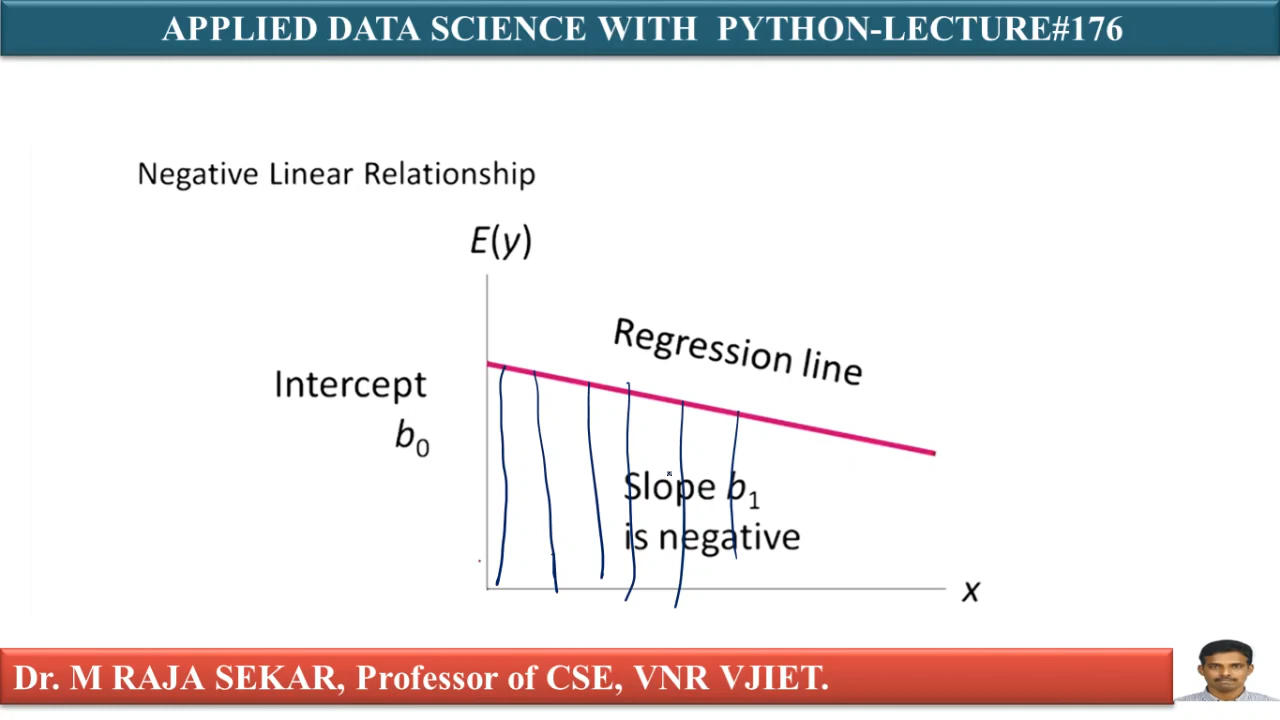 APPLIED DATA SCIENCE WITH PYTHON-LECTURE#176
Negative Linear Relationship
E(y)
Regression line
Intercept
b₀
Slope b₁
is negative
x
Dr. M RAJA SEKAR, Professor of CSE, VNR VJIET.